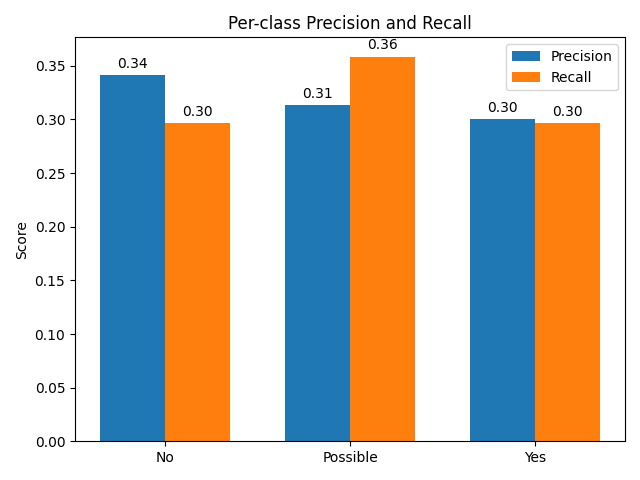 Per-class Precision and Recall
Precision
Recall
0.34
0.30
0.31
0.36
0.30
0.30
Score
0.35
0.30
0.25
0.20
0.15
0.10
0.05
0.00
No
Possible
Yes